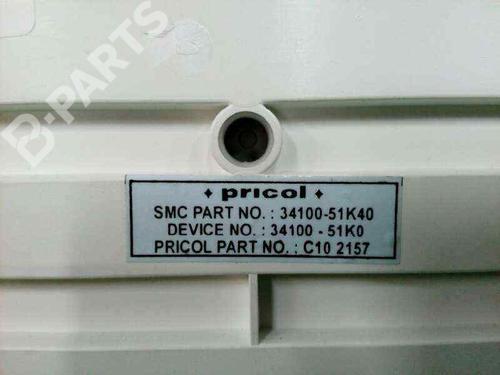 B-PARTS
♦ pricol ♦
SMC PART NO. : 34100-51K40
DEVICE NO. : 34100 - 51K0
PRICOL PART NO. : C10 2157